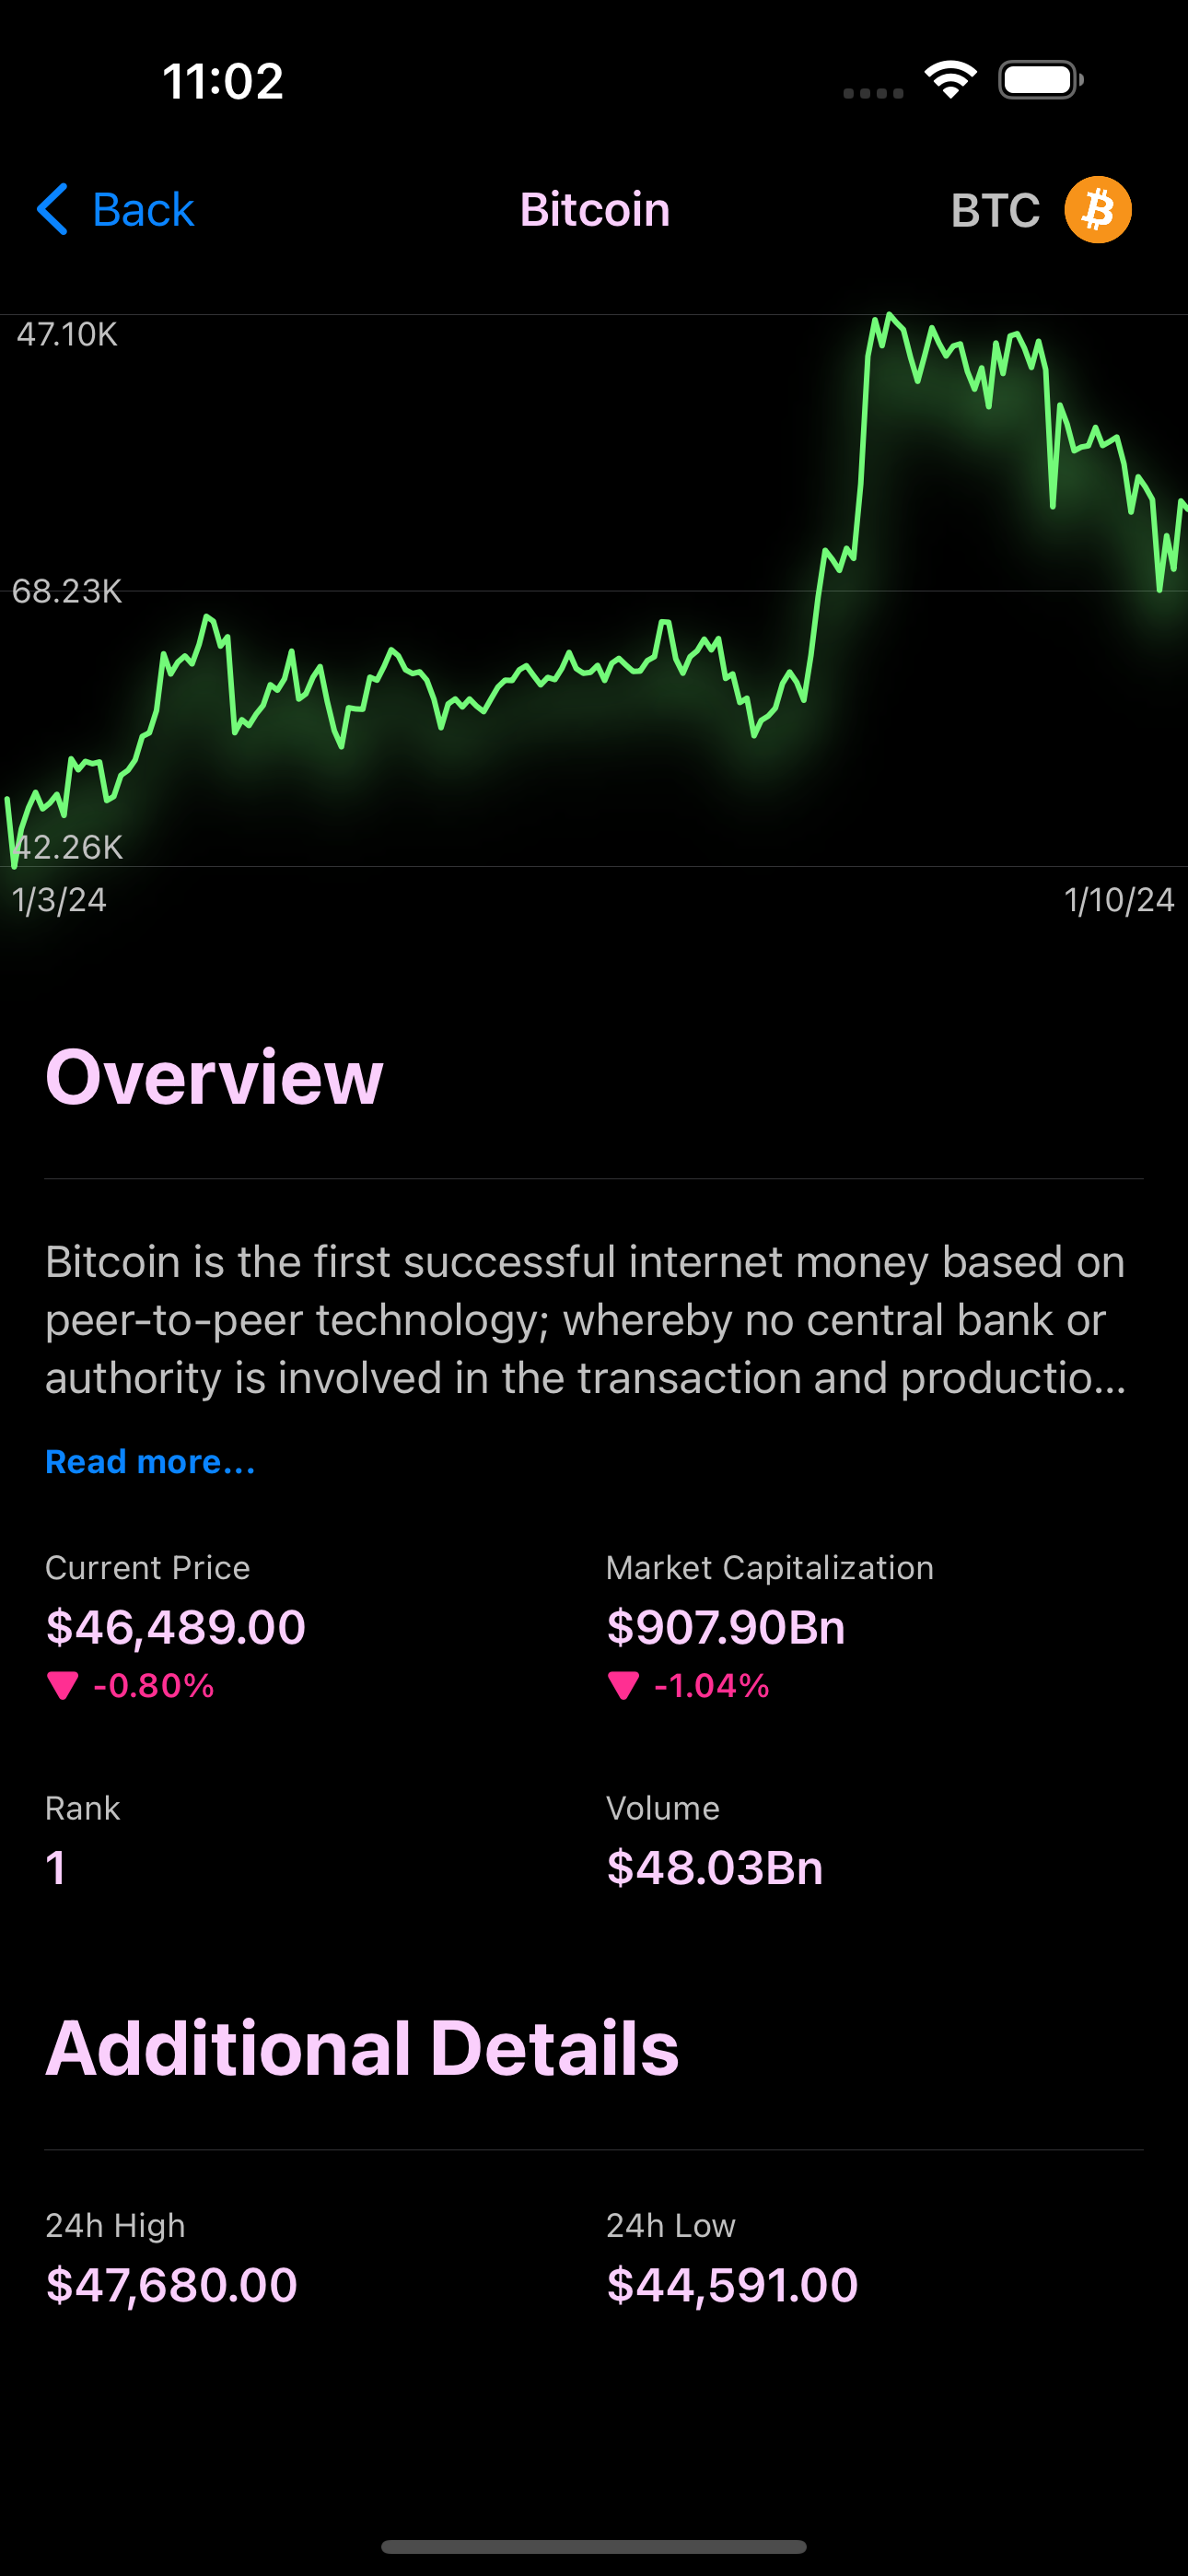 11:02
Back
Bitcoin
BTC
47.10K
68.23K
42.26K
1/3/24
1/10/24
Overview
Bitcoin is the first successful internet money based on
peer-to-peer technology; whereby no central bank or
authority is involved in the transaction and productio...
Read more...
Current Price
Market Capitalization
$46,489.00
$907.90Bn
-0.80%
-1.04%
Rank
Volume
1
$48.03Bn
Additional Details
24h High
24h Low
$47,680.00
$44,591.00